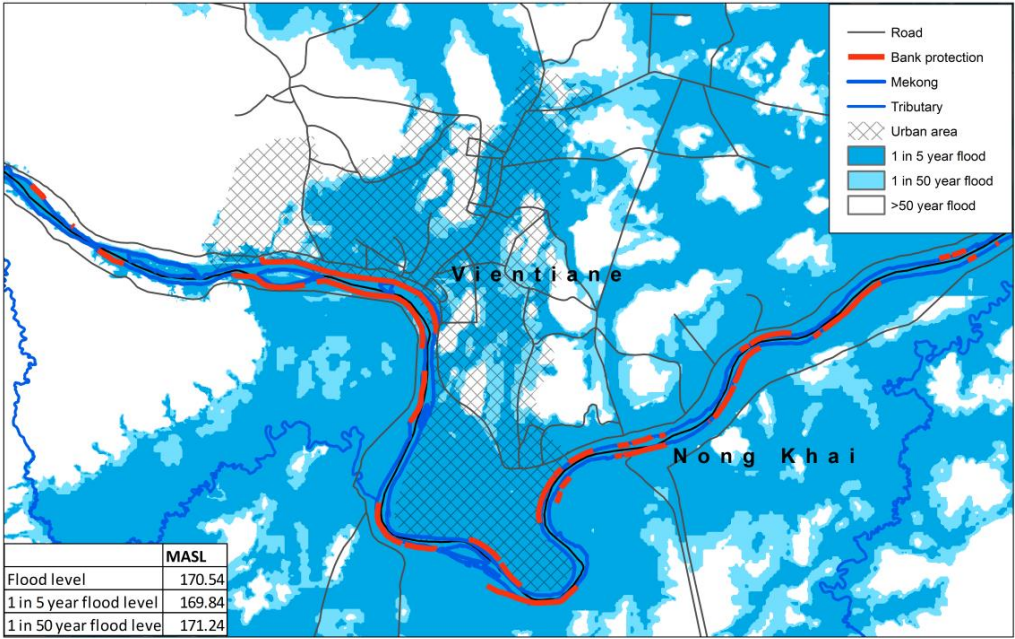 Road
Bank protection
Mekong
Tributary
Urban area
1 in 5 year flood
1 in 50 year flood
>50 year flood
Vientiane
Nong Khai
MASL
Flood level 170.54
1 in 5 year flood level 169.84
1 in 50 year flood leve 171.24